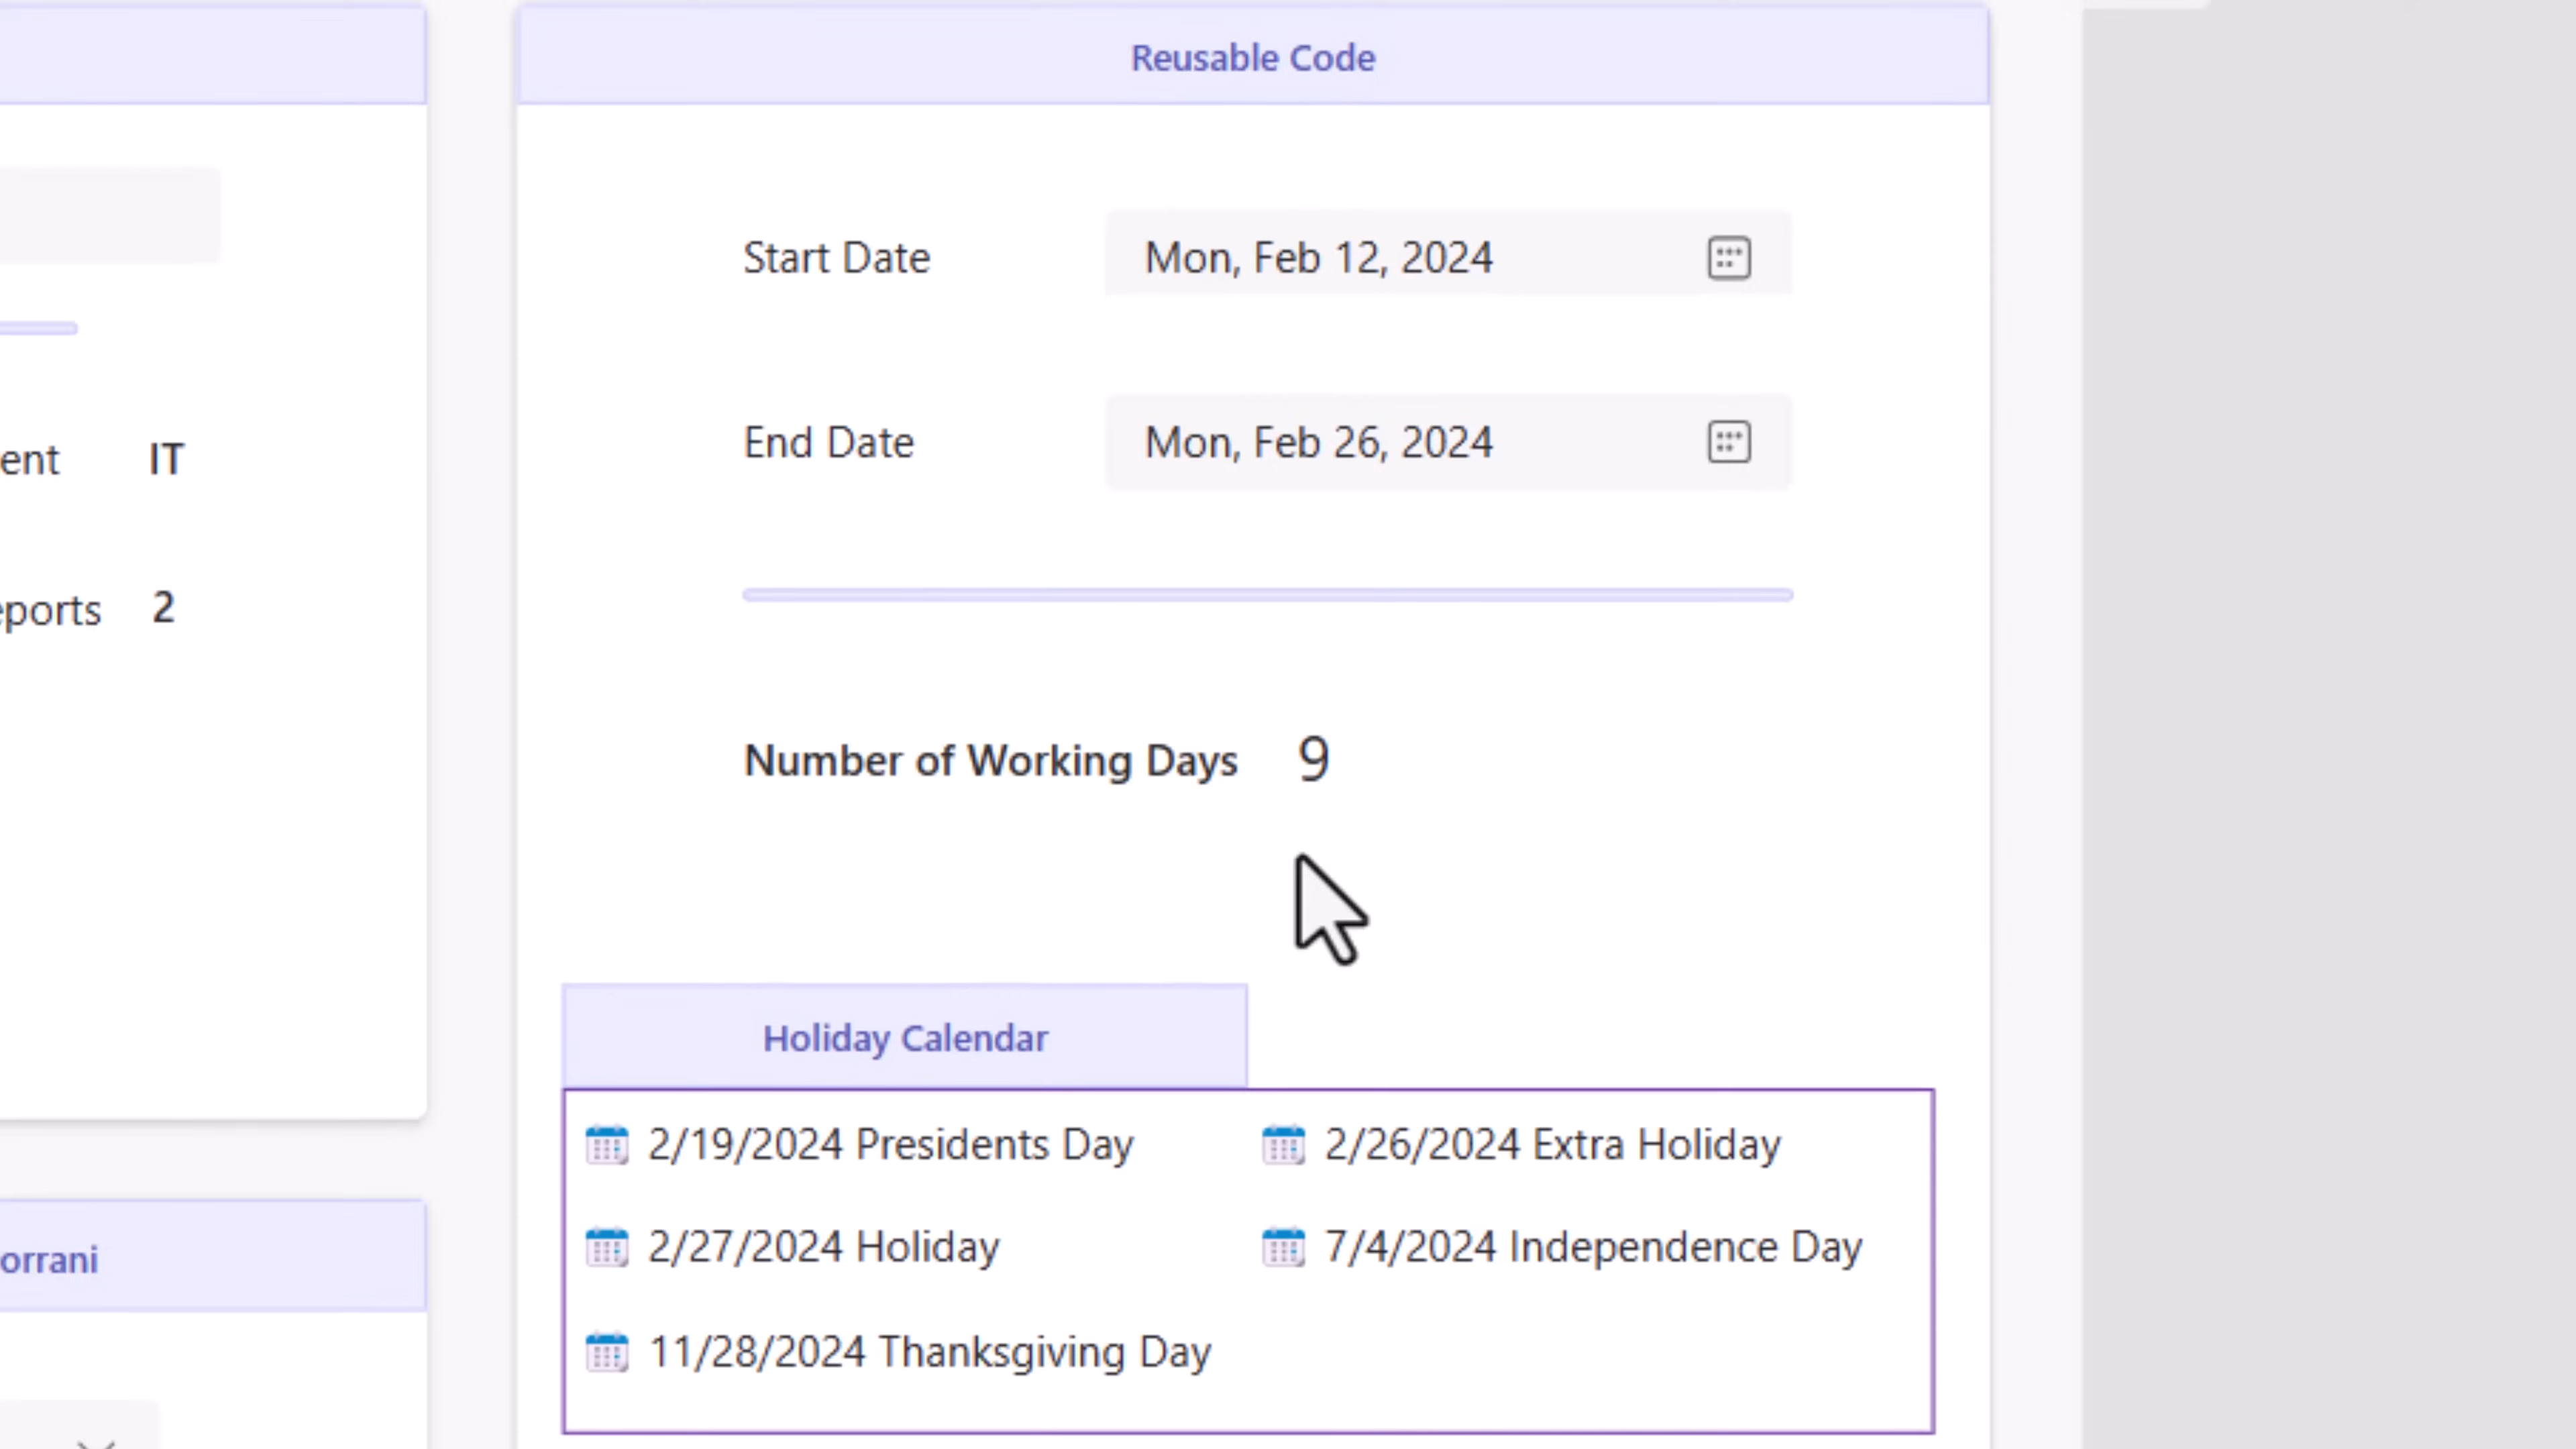 Reusable Code
Start Date Mon, Feb 12, 2024
End Date Mon, Feb 26, 2024
ent IT
eports 2
Number of Working Days 9
Holiday Calendar
2/19/2024 Presidents Day 2/26/2024 Extra Holiday
2/27/2024 Holiday 7/4/2024 Independence Day
orrani
11/28/2024 Thanksgiving Day